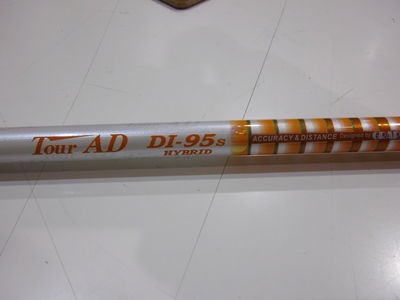 Tour AD DI-95s
HYBRID
ACCURACY & DISTANCE Designed by